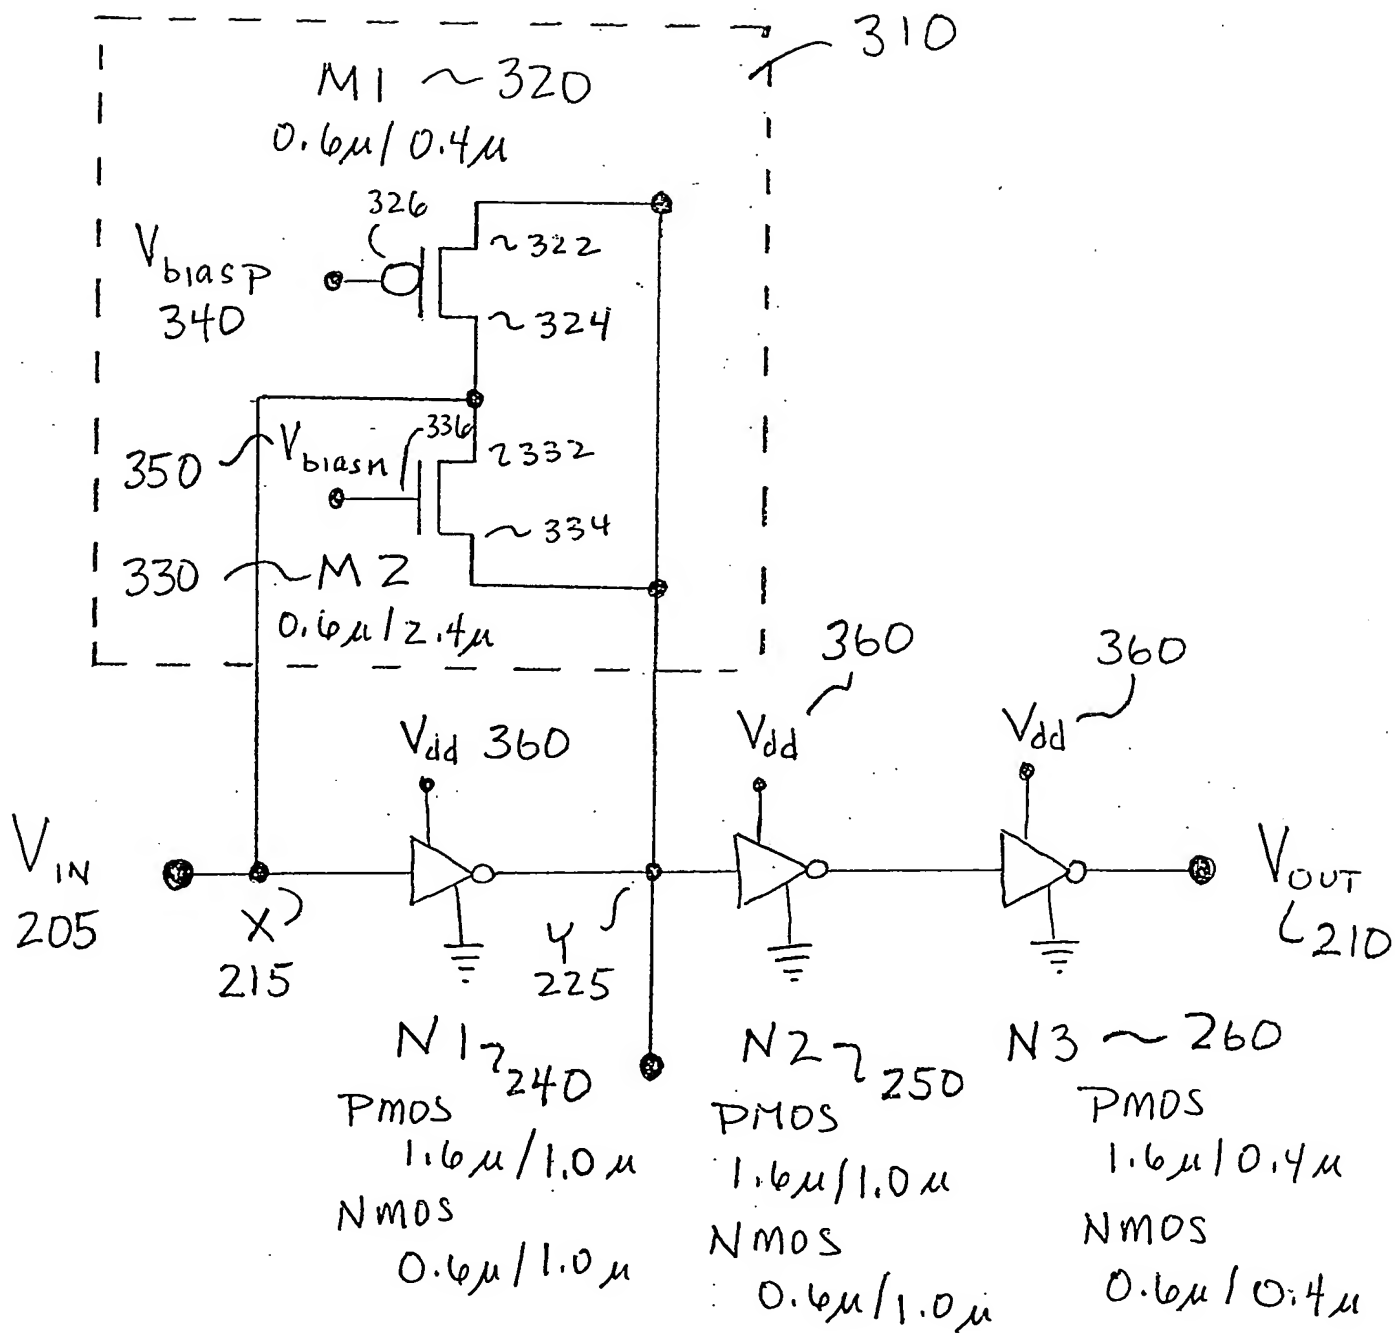 310
M1 ~ 320
0.6μ/0.4μ
326
~322
V biasp
340
~324
336
350
V biasn
~332
~334
330 ~ M2
0.6μ/2.4μ
360
360
Vdd 360
Vdd
Vdd
VIN
205
X
215
Y
225
VOUT
210
N1 ~ 240
PMOS
1.6μ/1.0μ
NMOS
0.6μ/1.0μ
N2 ~ 250
PMOS
1.6μ/1.0μ
NMOS
0.6μ/1.0μ
N3 ~ 260
PMOS
1.6μ/0.4μ
NMOS
0.6μ/0.4μ